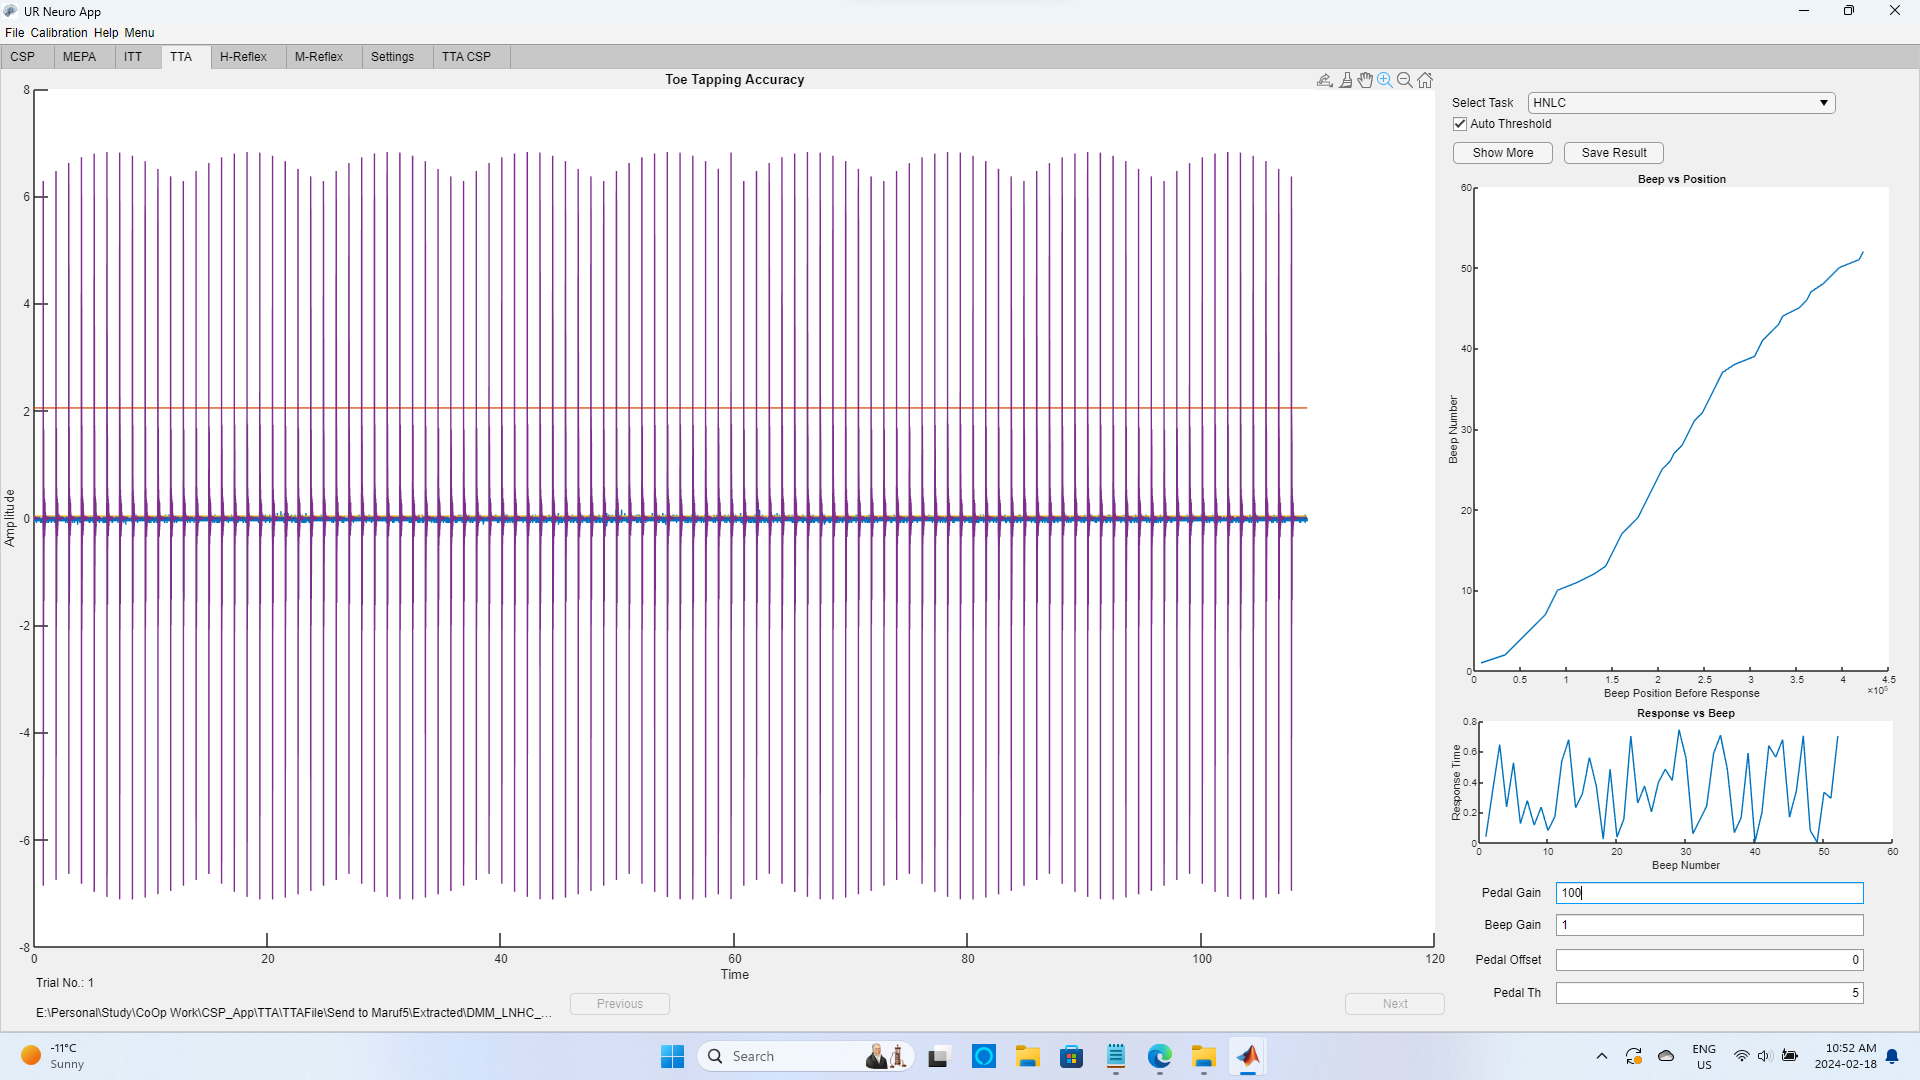 UR Neuro App
File Calibration Help Menu
CSP MEPA ITT TTA H-Reflex M-Reflex Settings TTA CSP
Toe Tapping Accuracy
8
6
4
2
0
-2
-4
-6
-8
Amplitude
0 20 40 60 80 100 120
Time
Trial No.: 1
E:\Personal\Study\CoOp Work\CSP_App\TTA\TTAFile\Send to Maruf5\Extracted\DMM_LNHC_...
Previous
Next
Select Task HNLC
Auto Threshold
Show More Save Result
Beep vs Position
60
50
40
30
20
10
0
Beep Number
0 0.5 1 1.5 2 2.5 3 3.5 4 4.5
×10⁵
Beep Position Before Response
Response vs Beep
0.8
0.6
0.4
0.2
0
Response Time
0 10 20 30 40 50 60
Beep Number
Pedal Gain 100
Beep Gain 1
Pedal Offset 0
Pedal Th 5
-11°C
Sunny
Search
ENG
US
10:52 AM
2024-02-18